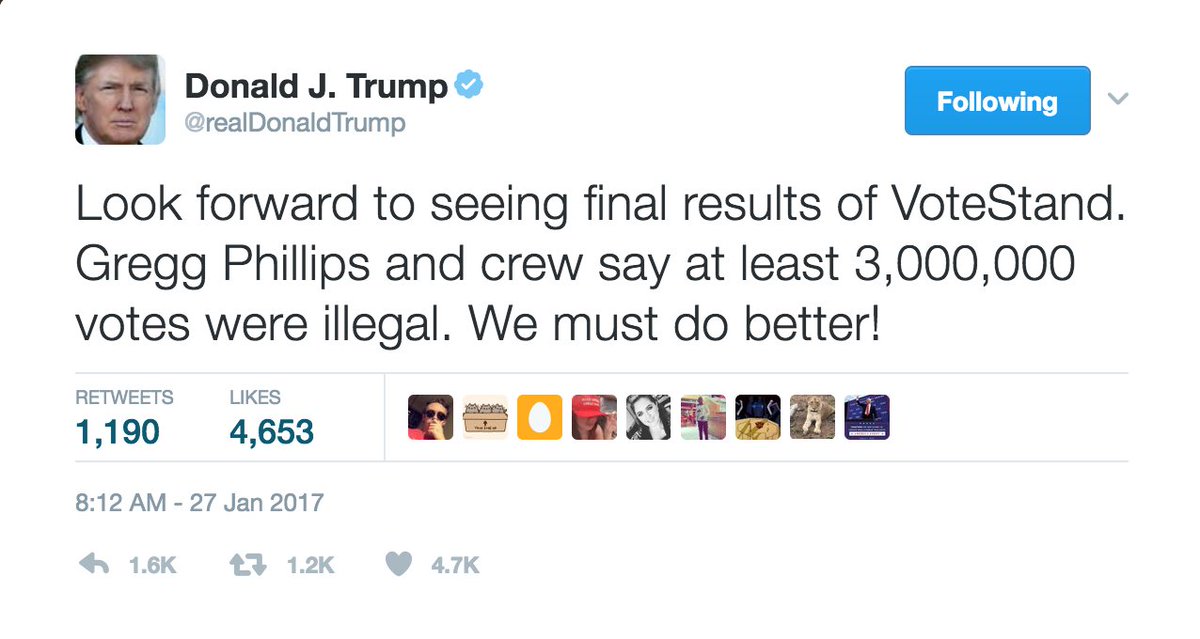 Donald J. Trump
@realDonaldTrump
Following
Look forward to seeing final results of VoteStand.
Gregg Phillips and crew say at least 3,000,000
votes were illegal. We must do better!
RETWEETS
1,190
LIKES
4,653
8:12 AM - 27 Jan 2017
1.6K
1.2K
4.7K